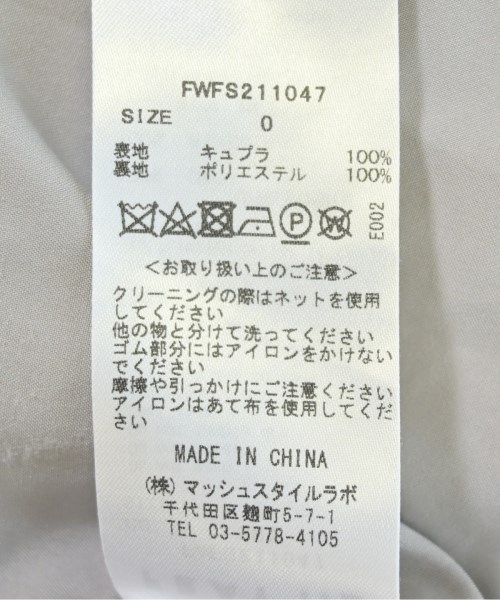 FWFS211047
SIZE 0
表地 キュプラ 100%
裏地 ポリエステル 100%
P W E002
<お取り扱い上のご注意>
クリーニングの際はネットを使用
してください
他の物と分けて洗ってください
ゴム部分にはアイロンをかけない
でください
摩擦や引っかけにご注意ください
アイロンはあて布を使用してくだ
さい
MADE IN CHINA
(株) マッシュスタイルラボ
千代田区麹町5-7-1
TEL 03-5778-4105